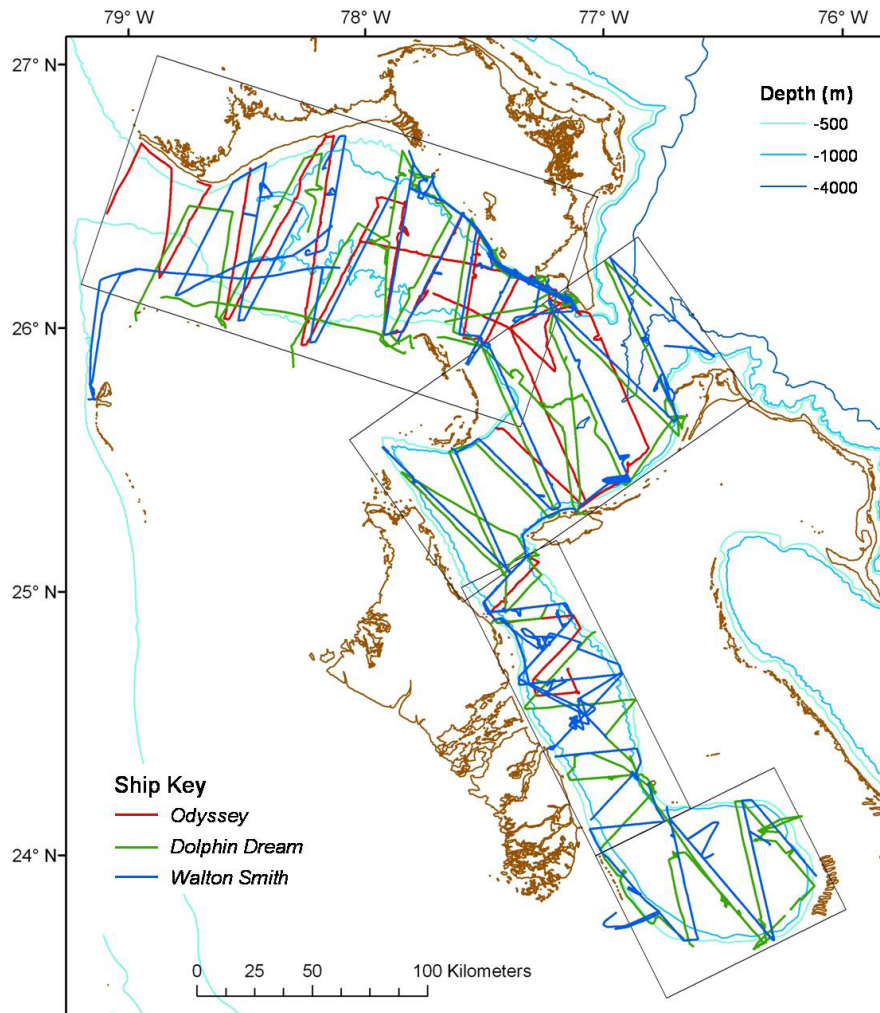 79° W 78° W 77° W 76° W
27° N
Depth (m)
-500
-1000
-4000
26° N
25° N
Ship Key
Odyssey
Dolphin Dream
Walton Smith
24° N
0 25 50 100 Kilometers